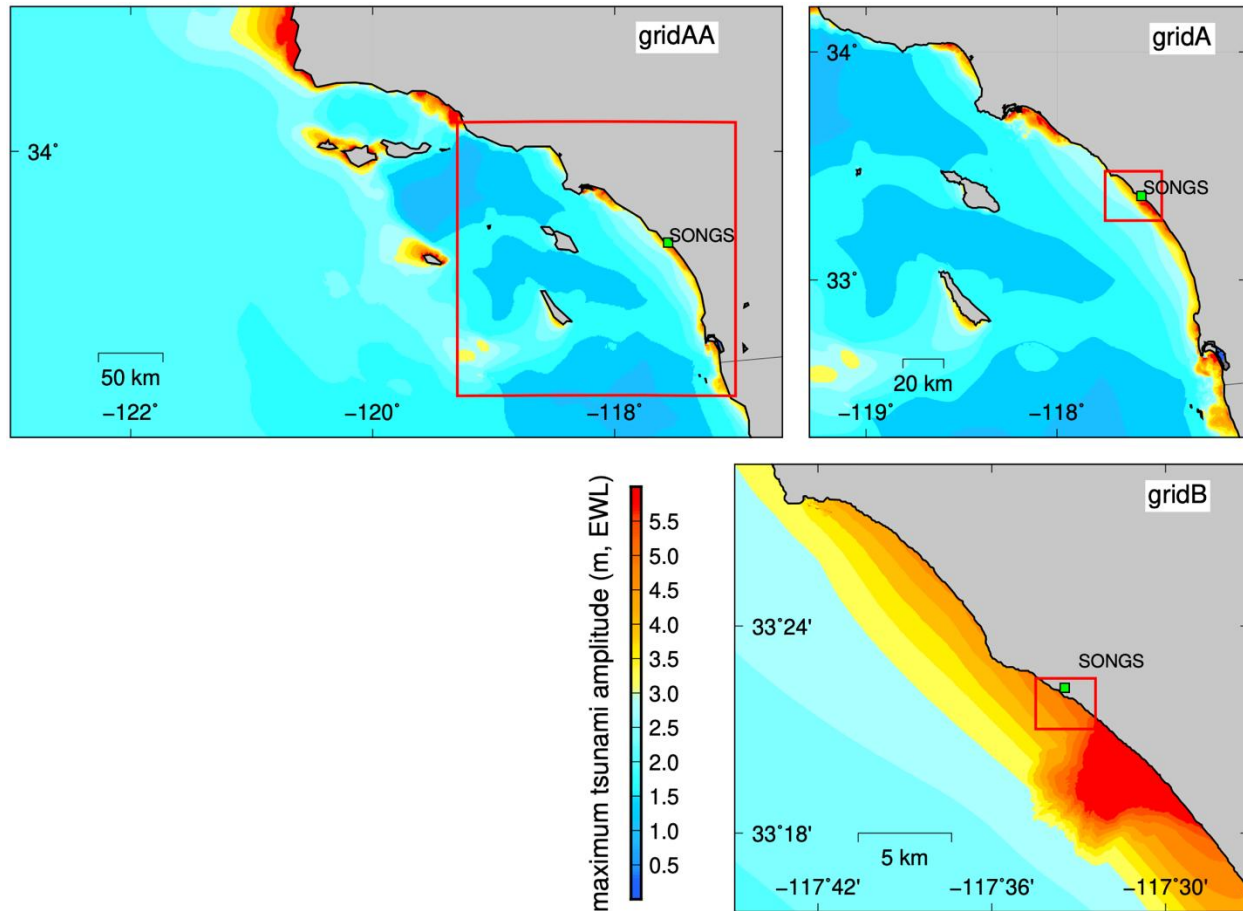 gridAA
34°
SONGS
50 km
−122°
−120°
−118°
gridA
34°
SONGS
33°
20 km
−119°
−118°
maximum tsunami amplitude (m, EWL)
5.5
5.0
4.5
4.0
3.5
3.0
2.5
2.0
1.5
1.0
0.5
gridB
33°24'
SONGS
33°18'
5 km
−117°42'
−117°36'
−117°30'